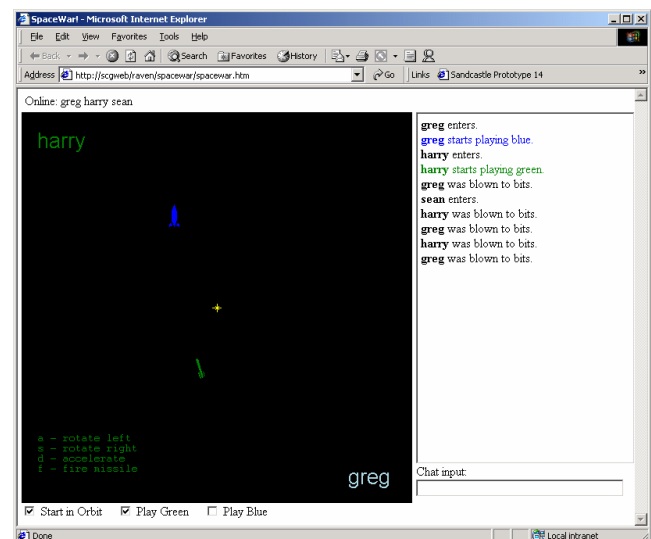 SpaceWar! - Microsoft Internet Explorer
File Edit View Favorites Tools Help
Back Search Favorites History
Address http://scgweb/raven/spacewar/spacewar.htm Go Links Sandcastle Prototype 14 »
Online: greg harry sean
harry
a - rotate left
s - rotate right
d - accelerate
f - fire missile
greg
greg enters.
greg starts playing blue.
harry enters.
harry starts playing green.
greg was blown to bits.
sean enters.
harry was blown to bits.
greg was blown to bits.
harry was blown to bits.
greg was blown to bits.
Chat input:
Start in Orbit Play Green Play Blue
Done Local intranet